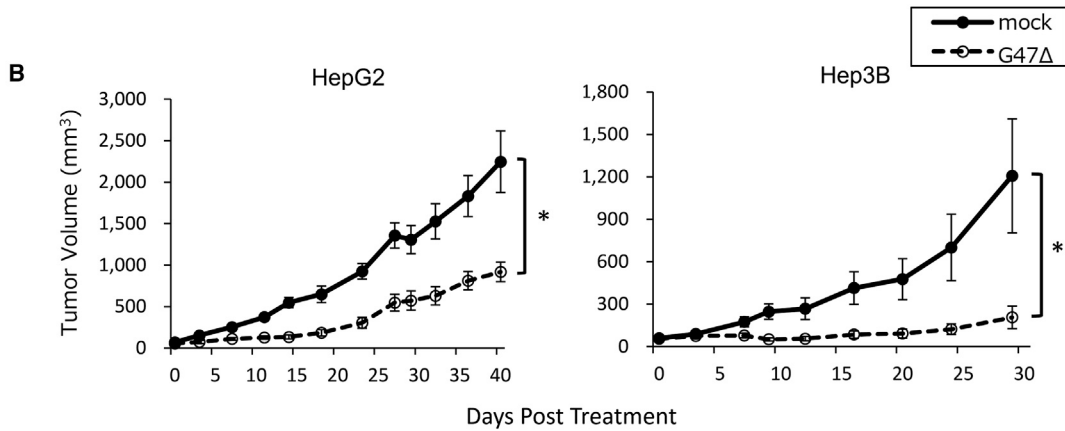 mock
G47Δ
B
HepG2
Hep3B
Tumor Volume (mm³)
3,000
2,500
2,000
1,500
1,000
500
0
0 5 10 15 20 25 30 35 40
*
1,800
1,500
1,200
900
600
300
0
0 5 10 15 20 25 30
*
Days Post Treatment